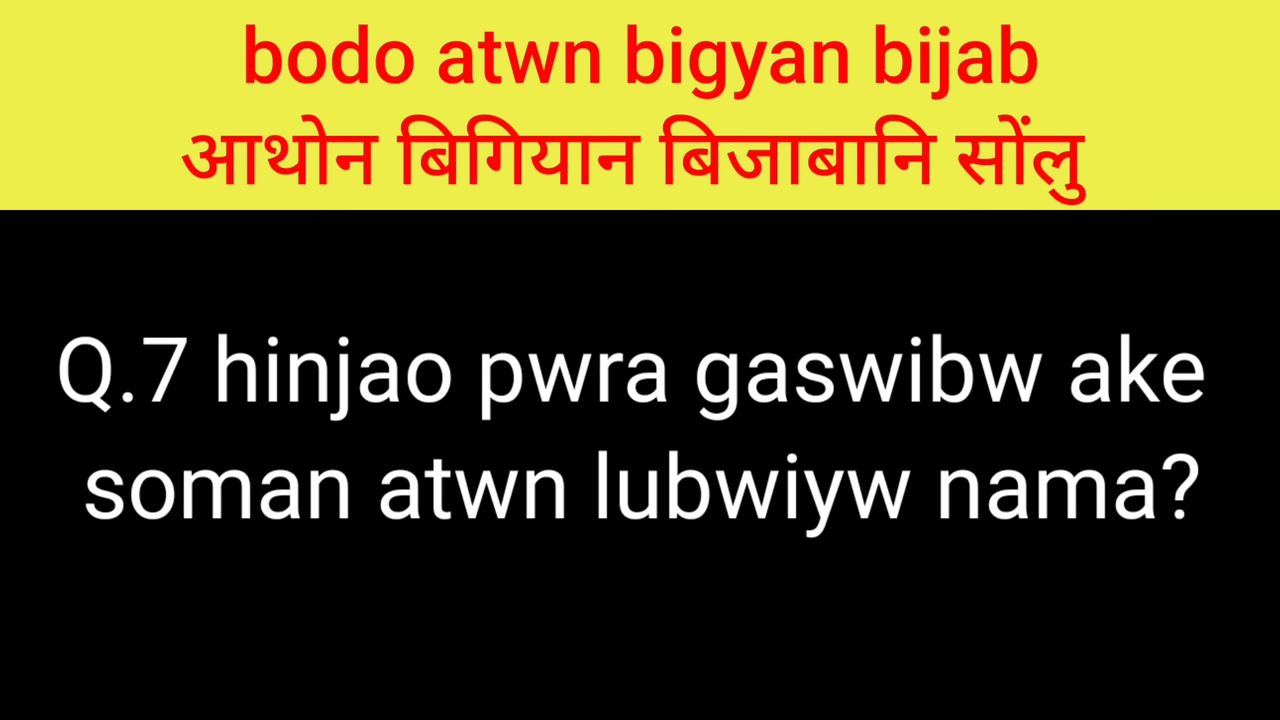 bodo atwn bigyan bijab
आथोन बिगियान बिजाबानि सोंलु
Q.7 hinjao pwra gaswibw ake
soman atwn lubwiyw nama?